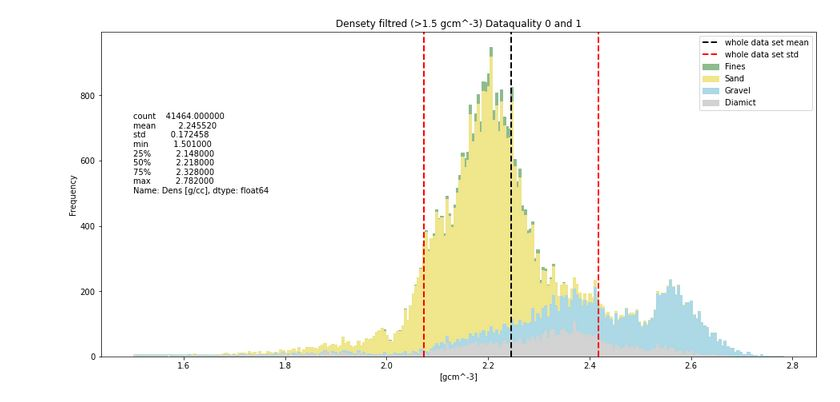 Densety filtred (>1.5 gcm^-3) Dataquality 0 and 1
whole data set mean
whole data set std
Fines
Sand
Gravel
Diamict
count 41464.000000
mean 2.245520
std 0.172458
min 1.501000
25% 2.148000
50% 2.218000
75% 2.328000
max 2.782000
Name: Dens [g/cc], dtype: float64
Frequency
800
600
400
200
0
1.6 1.8 2.0 2.2 2.4 2.6 2.8
[gcm^-3]